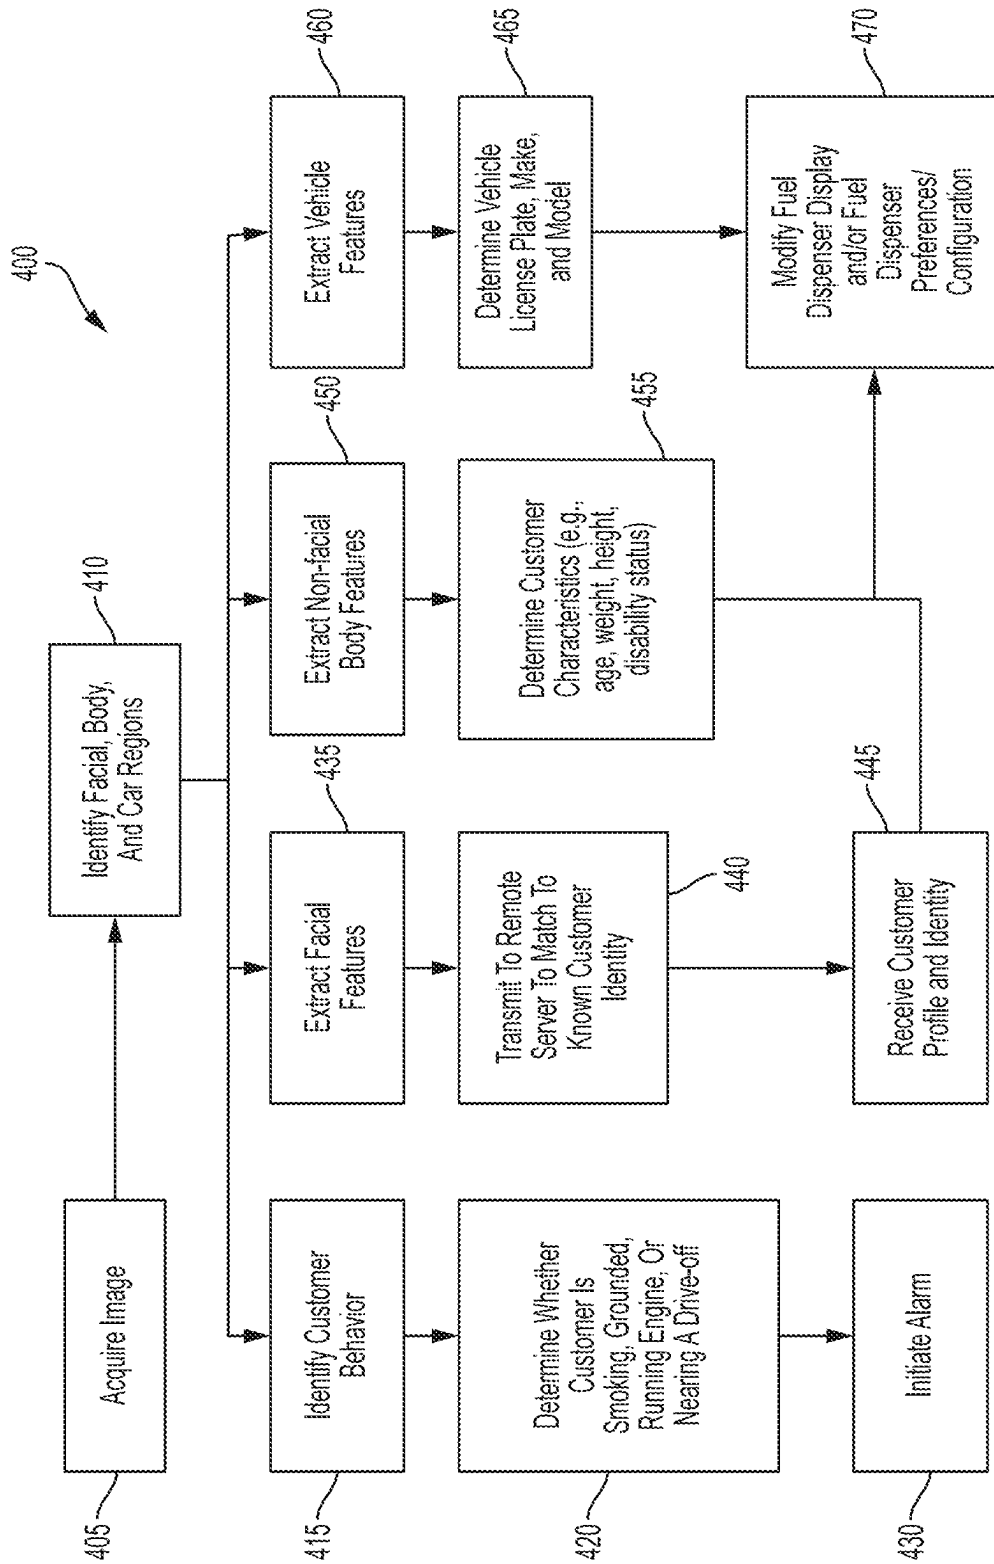 400
405
Acquire Image
410
Identify Facial, Body,
And Car Regions
415
Identify Customer
Behavior
420
Determine Whether
Customer Is
Smoking, Grounded,
Running Engine, Or
Nearing A Drive-off
430
Initiate Alarm
435
Extract Facial
Features
440
Transmit To Remote
Server To Match To
Known Customer
Identity
445
Receive Customer
Profile and Identity
450
Extract Non-facial
Body Features
455
Determine Customer
Characteristics (e.g.,
age, weight, height,
disability status)
460
Extract Vehicle
Features
465
Determine Vehicle
License Plate, Make,
and Model
470
Modify Fuel
Dispenser Display
and/or Fuel
Dispenser
Preferences/
Configuration